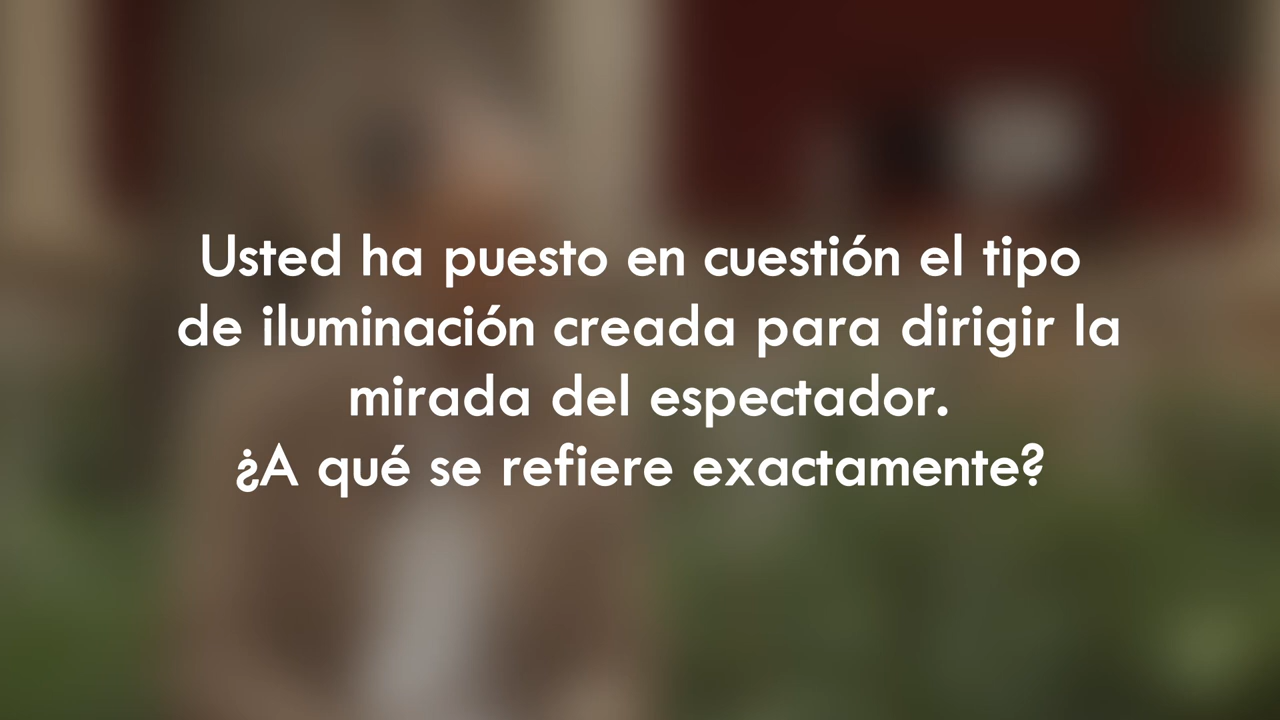 Usted ha puesto en cuestión el tipo
de iluminación creada para dirigir la
mirada del espectador.
¿A qué se refiere exactamente?